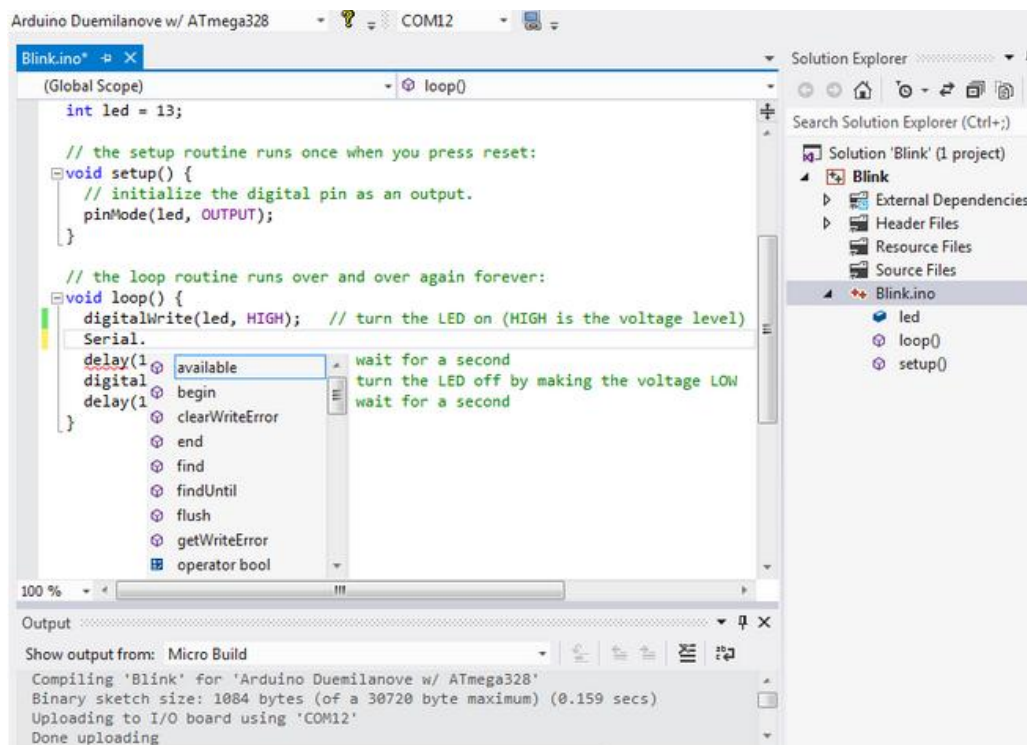 Arduino Duemilanove w/ ATmega328
COM12
Blink.ino*
(Global Scope)
loop()
int led = 13;
// the setup routine runs once when you press reset:
void setup() {
// initialize the digital pin as an output.
pinMode(led, OUTPUT);
}
// the loop routine runs over and over again forever:
void loop() {
digitalWrite(led, HIGH);   // turn the LED on (HIGH is the voltage level)
Serial.
delay(1 wait for a second
digital turn the LED off by making the voltage LOW
delay(1 wait for a second
}
available
begin
clearWriteError
end
find
findUntil
flush
getWriteError
operator bool
100 %
Output
Show output from: Micro Build
Compiling 'Blink' for 'Arduino Duemilanove w/ ATmega328'
Binary sketch size: 1084 bytes (of a 30720 byte maximum) (0.159 secs)
Uploading to I/O board using 'COM12'
Done uploading
Solution Explorer
Search Solution Explorer (Ctrl+;)
Solution 'Blink' (1 project)
Blink
External Dependencies
Header Files
Resource Files
Source Files
Blink.ino
led
loop()
setup()